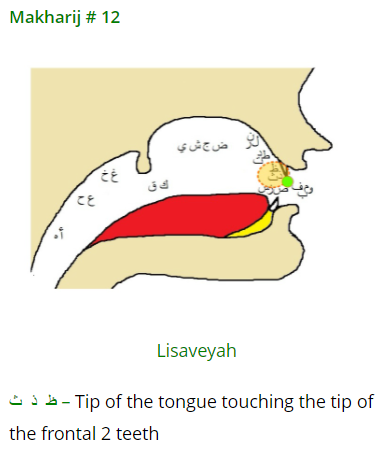 Makharij # 12
ض ج ش ي
غ خ
ك ق
ع ح
أ ه
Lisaveyah
ظ ذ ث – Tip of the tongue touching the tip of
the frontal 2 teeth